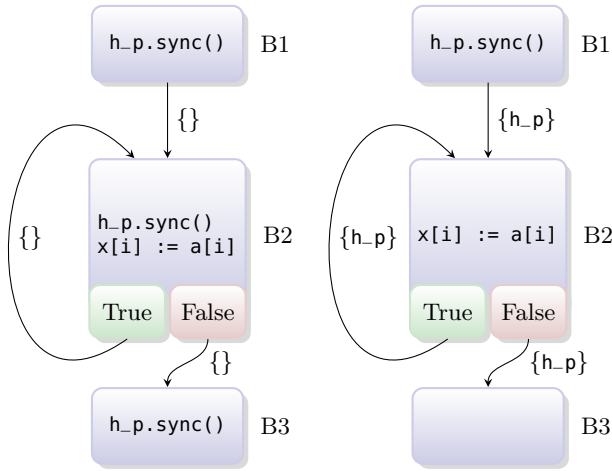 h_p.sync()
B1
{}
{}
h_p.sync()
x[i] := a[i]
B2
True
False
{}
h_p.sync()
B3
h_p.sync()
B1
{h_p}
{h_p}
x[i] := a[i]
B2
True
False
{h_p}
B3